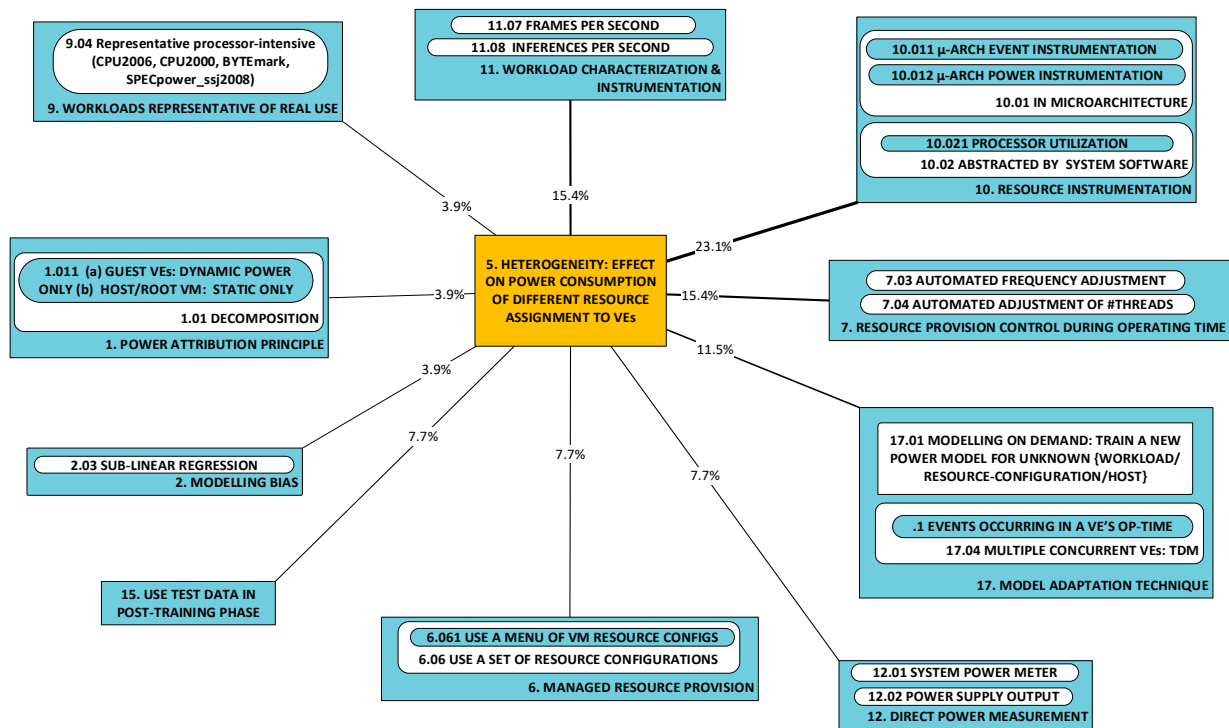 9.04 Representative processor-intensive
(CPU2006, CPU2000, BYTEmark,
SPECpower_ssj2008)
9. WORKLOADS REPRESENTATIVE OF REAL USE
11.07 FRAMES PER SECOND
11.08 INFERENCES PER SECOND
11. WORKLOAD CHARACTERIZATION &
INSTRUMENTATION
10.011 µ-ARCH EVENT INSTRUMENTATION
10.012 µ-ARCH POWER INSTRUMENTATION
10.01 IN MICROARCHITECTURE
10.021 PROCESSOR UTILIZATION
10.02 ABSTRACTED BY SYSTEM SOFTWARE
10. RESOURCE INSTRUMENTATION
3.9%
15.4%
23.1%
1.011 (a) GUEST VEs: DYNAMIC POWER
ONLY (b) HOST/ROOT VM: STATIC ONLY
1.01 DECOMPOSITION
1. POWER ATTRIBUTION PRINCIPLE
3.9%
5. HETEROGENEITY: EFFECT
ON POWER CONSUMPTION
OF DIFFERENT RESOURCE
ASSIGNMENT TO VEs
15.4%
7.03 AUTOMATED FREQUENCY ADJUSTMENT
7.04 AUTOMATED ADJUSTMENT OF #THREADS
7. RESOURCE PROVISION CONTROL DURING OPERATING TIME
3.9%
11.5%
7.7%
7.7%
7.7%
2.03 SUB-LINEAR REGRESSION
2. MODELLING BIAS
17.01 MODELLING ON DEMAND: TRAIN A NEW
POWER MODEL FOR UNKNOWN {WORKLOAD/
RESOURCE-CONFIGURATION/HOST}
.1 EVENTS OCCURRING IN A VE'S OP-TIME
17.04 MULTIPLE CONCURRENT VEs: TDM
17. MODEL ADAPTATION TECHNIQUE
15. USE TEST DATA IN
POST-TRAINING PHASE
6.061 USE A MENU OF VM RESOURCE CONFIGS
6.06 USE A SET OF RESOURCE CONFIGURATIONS
6. MANAGED RESOURCE PROVISION
12.01 SYSTEM POWER METER
12.02 POWER SUPPLY OUTPUT
12. DIRECT POWER MEASUREMENT